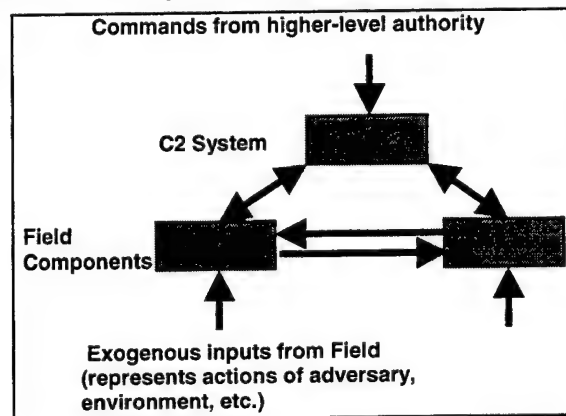 Commands from higher-level authority
C2 System
Field
Components
Exogenous inputs from Field
(represents actions of adversary,
environment, etc.)